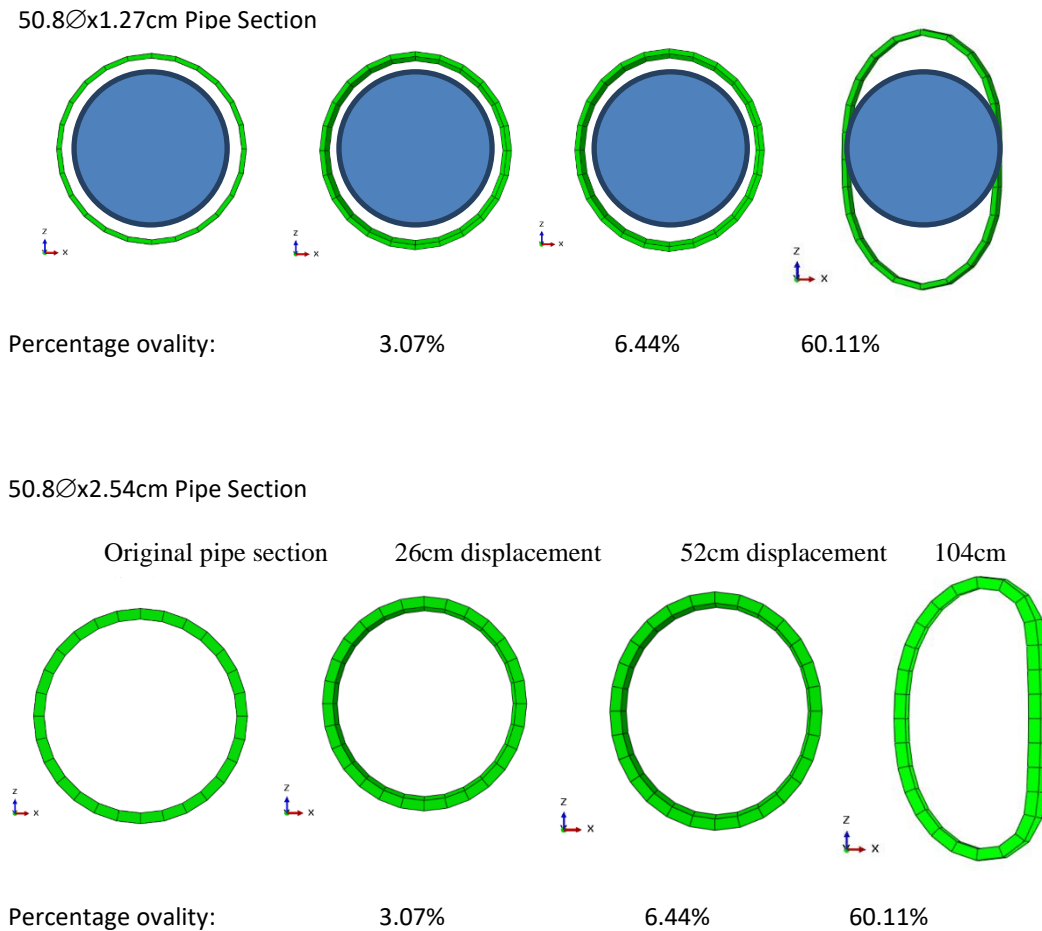 50.8∅x1.27cm Pipe Section
z x z x z x z x
Percentage ovality: 3.07% 6.44% 60.11%
50.8∅x2.54cm Pipe Section
Original pipe section 26cm displacement 52cm displacement 104cm
z x z x z x z x
Percentage ovality: 3.07% 6.44% 60.11%